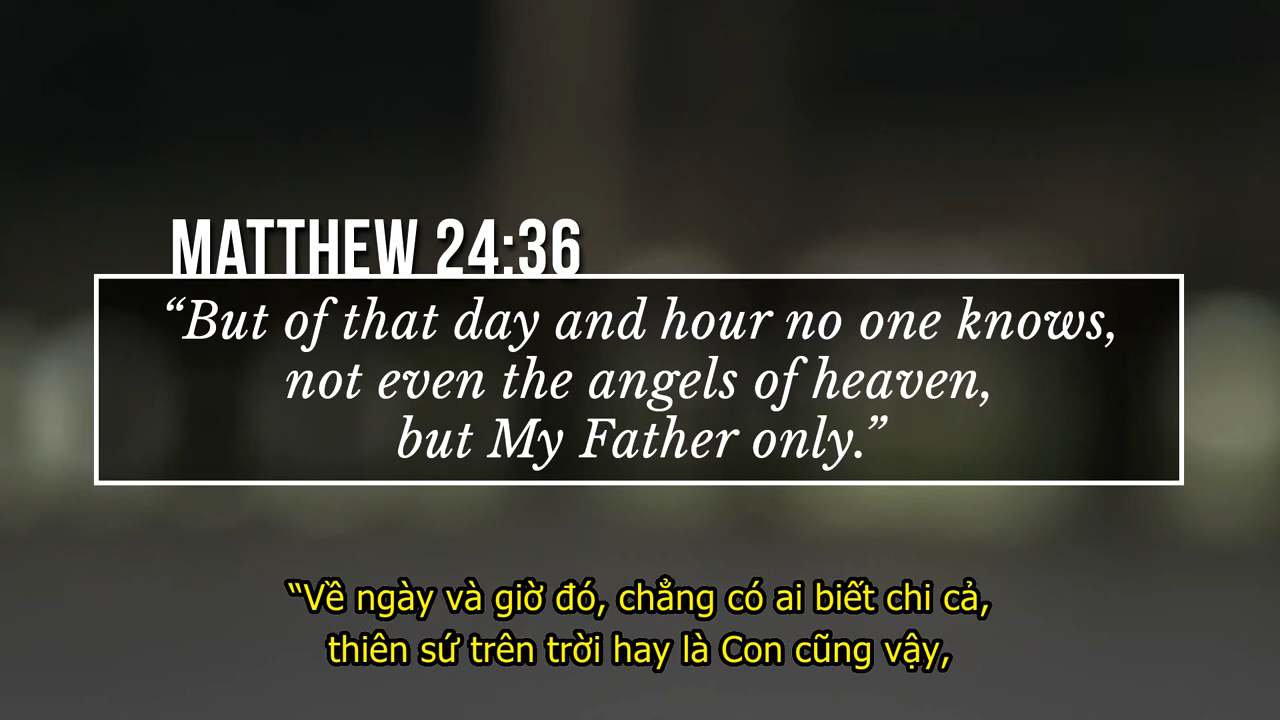 MATTHEW 24:36
“But of that day and hour no one knows,
not even the angels of heaven,
but My Father only.”
“Về ngày và giờ đó, chẳng có ai biết chi cả,
thiên sứ trên trời hay là Con cũng vậy,